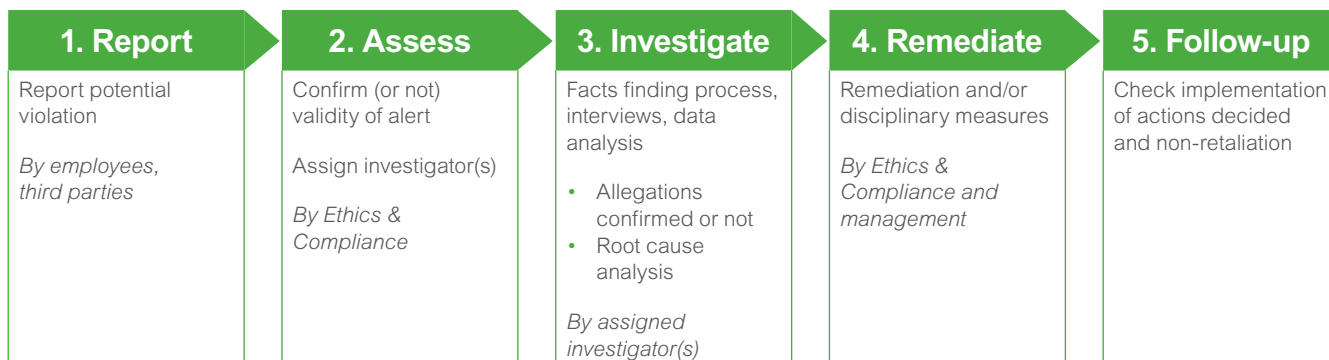 1. Report
Report potential
violation
By employees,
third parties
2. Assess
Confirm (or not)
validity of alert
Assign investigator(s)
By Ethics &
Compliance
3. Investigate
Facts finding process,
interviews, data
analysis
• Allegations
confirmed or not
• Root cause
analysis
By assigned
investigator(s)
4. Remediate
Remediation and/or
disciplinary measures
By Ethics &
Compliance and
management
5. Follow-up
Check implementation
of actions decided
and non-retaliation